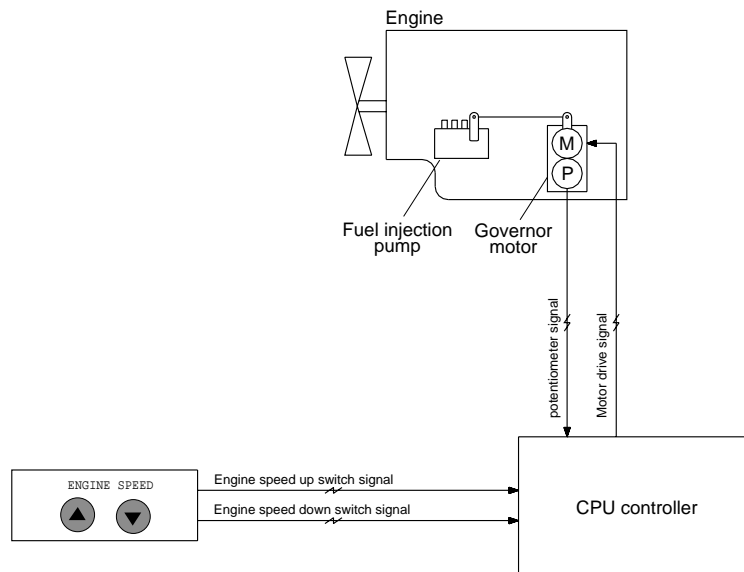 Engine
M
P
Fuel injection
pump
Governor
motor
potentiometer signal
Motor drive signal
ENGINE SPEED
Engine speed up switch signal
Engine speed down switch signal
CPU controller